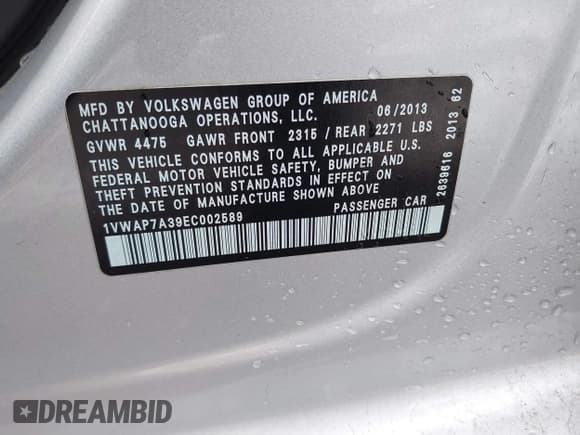 MFD BY VOLKSWAGEN GROUP OF AMERICA
CHATTANOOGA OPERATIONS, LLC. 06/2013
GVWR 4475 GAWR FRONT 2315/REAR 2271 LBS
THIS VEHICLE CONFORMS TO ALL APPLICABLE U.S.
FEDERAL MOTOR VEHICLE SAFETY, BUMPER AND
THEFT PREVENTION STANDARDS IN EFFECT ON
THE DATE OF MANUFACTURE SHOWN ABOVE
1VWAP7A39EC002589 PASSENGER CAR
2639616 2013 62
DREAMBID